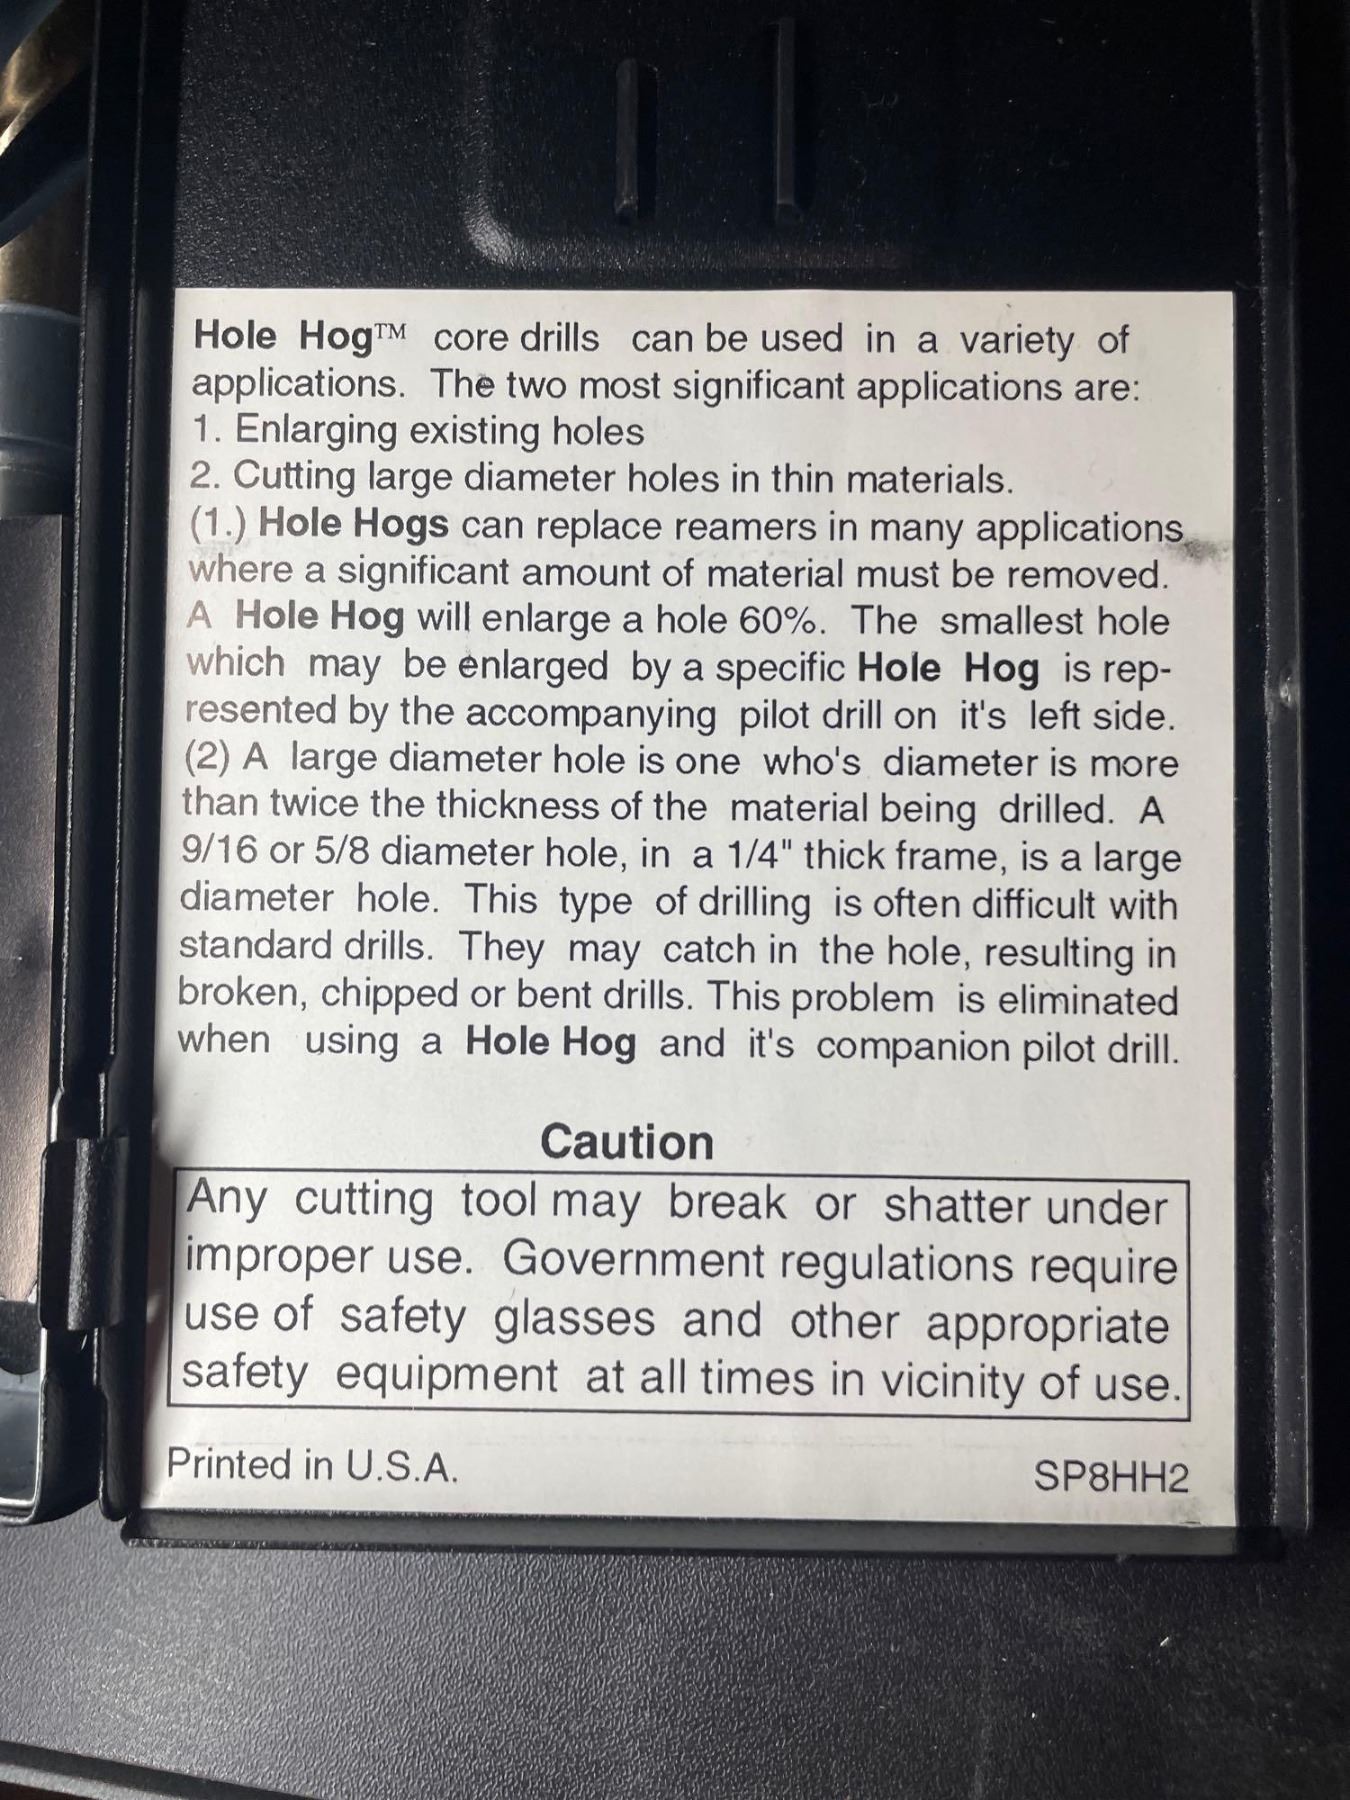 Hole Hog™ core drills can be used in a variety of
applications. The two most significant applications are:
1. Enlarging existing holes
2. Cutting large diameter holes in thin materials.
(1.) Hole Hogs can replace reamers in many applications
where a significant amount of material must be removed.
A Hole Hog will enlarge a hole 60%. The smallest hole
which may be enlarged by a specific Hole Hog is rep-
resented by the accompanying pilot drill on it's left side.
(2) A large diameter hole is one who's diameter is more
than twice the thickness of the material being drilled. A
9/16 or 5/8 diameter hole, in a 1/4" thick frame, is a large
diameter hole. This type of drilling is often difficult with
standard drills. They may catch in the hole, resulting in
broken, chipped or bent drills. This problem is eliminated
when using a Hole Hog and it's companion pilot drill.
Caution
Any cutting tool may break or shatter under
improper use. Government regulations require
use of safety glasses and other appropriate
safety equipment at all times in vicinity of use.
Printed in U.S.A. SP8HH2